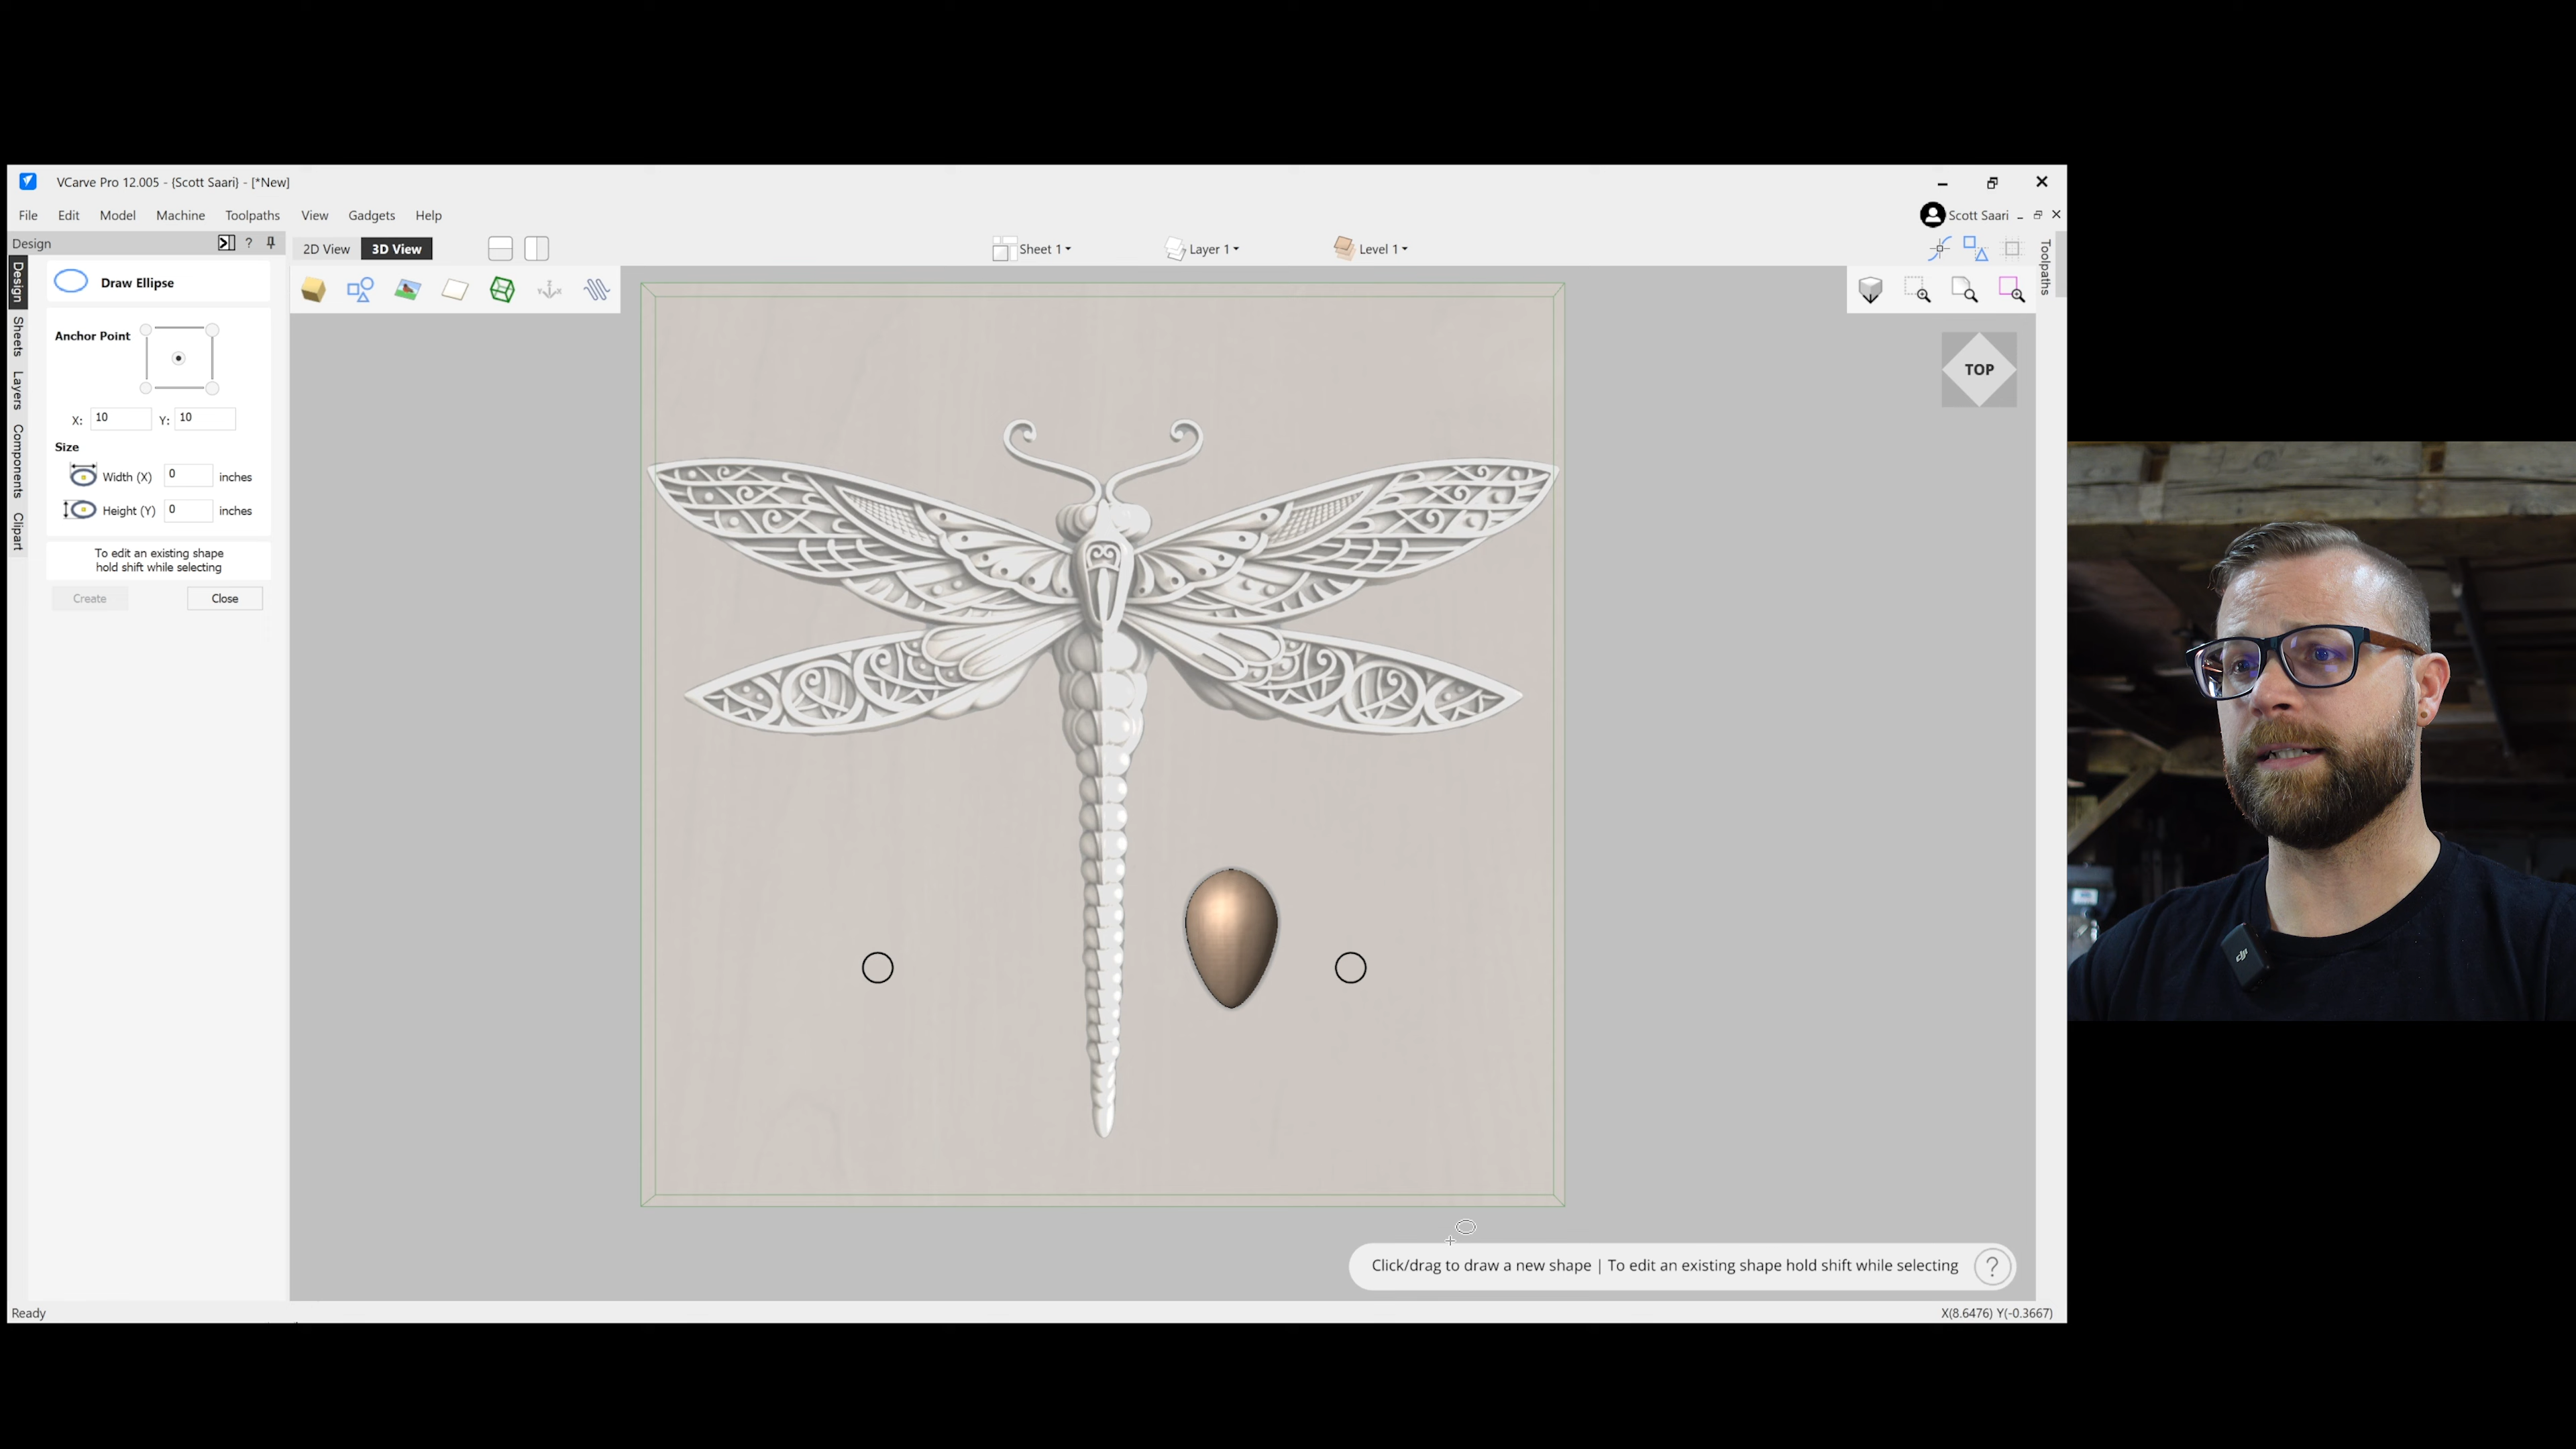 VCarve Pro 12.005 - {Scott Saari} - [*New]
File Edit Model Machine Toolpaths View Gadgets Help
Scott Saari
Design
2D View 3D View
Sheet 1
Layer 1
Level 1
Toolpaths
Design
Sheets
Layers
Components
Clipart
Draw Ellipse
Anchor Point
X: 10 Y: 10
Size
Width (X) 0 inches
Height (Y) 0 inches
To edit an existing shape
hold shift while selecting
Create Close
TOP
Click/drag to draw a new shape | To edit an existing shape hold shift while selecting ?
Ready
X(8.6476) Y(-0.3667)